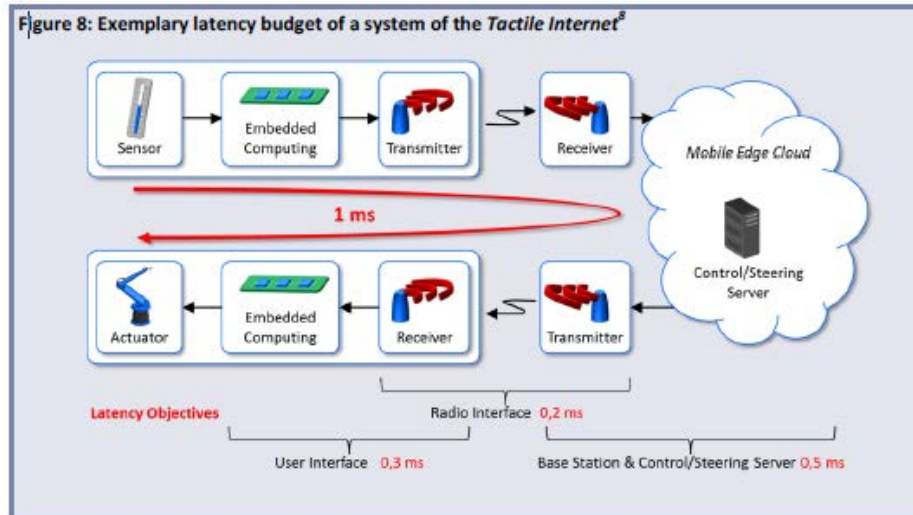 Figure 8: Exemplary latency budget of a system of the Tactile Internet⁸
Sensor
Embedded
Computing
Transmitter
Receiver
Mobile Edge Cloud
1 ms
Control/Steering
Server
Actuator
Embedded
Computing
Receiver
Transmitter
Latency Objectives
Radio Interface 0,2 ms
User Interface 0,3 ms
Base Station & Control/Steering Server 0,5 ms